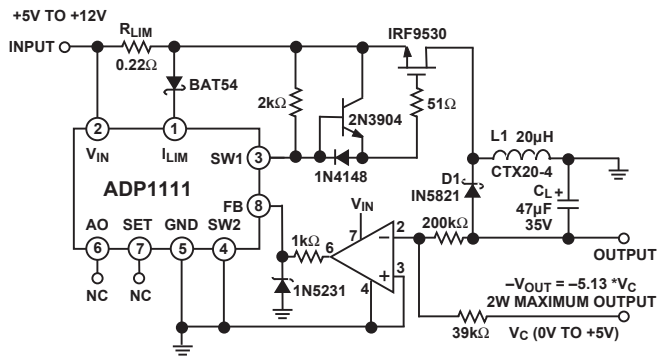 +5V TO +12V
INPUT
RLIM
0.22Ω
BAT54
IRF9530
2kΩ
2N3904
51Ω
1N4148
2
VIN
1
ILIM
SW1
3
ADP1111
FB
8
AO
SET
GND
SW2
6
7
5
4
NC
NC
1kΩ
1N5231
VIN
7
6
2
–
+
3
4
200kΩ
D1
IN5821
L1 20μH
CTX20-4
CL
+
47μF
35V
OUTPUT
–VOUT = –5.13 *VC
2W MAXIMUM OUTPUT
39kΩ
VC (0V TO +5V)